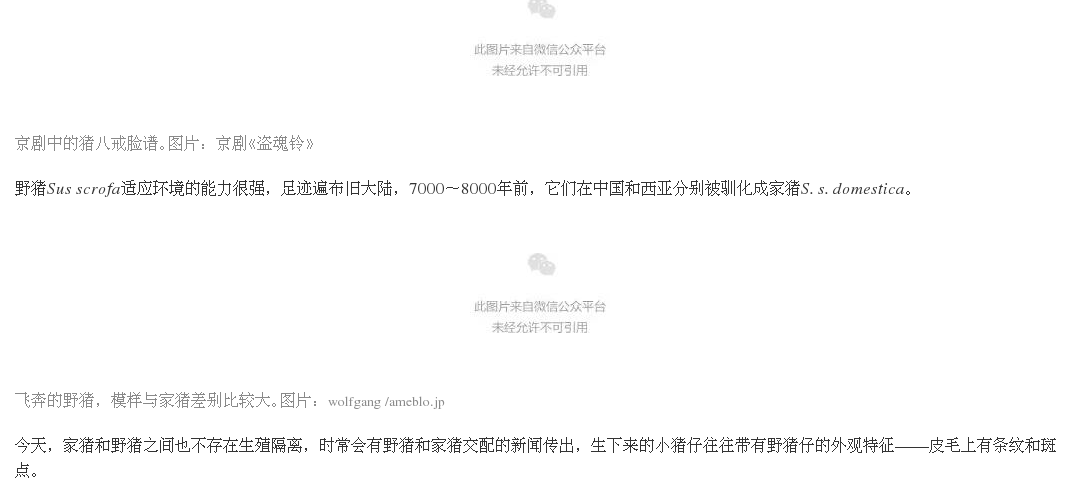 此图片来自微信公众平台
未经允许不可引用
京剧中的猪八戒脸谱。图片：京剧《盗魂铃》
野猪Sus scrofa适应环境的能力很强，足迹遍布旧大陆，7000～8000年前，它们在中国和西亚分别被驯化成家猪S. s. domestica。
此图片来自微信公众平台
未经允许不可引用
飞奔的野猪，模样与家猪差别比较大。图片：wolfgang /ameblo.jp
今天，家猪和野猪之间也不存在生殖隔离，时常会有野猪和家猪交配的新闻传出，生下来的小猪仔往往带有野猪仔的外观特征——皮毛上有条纹和斑
点。